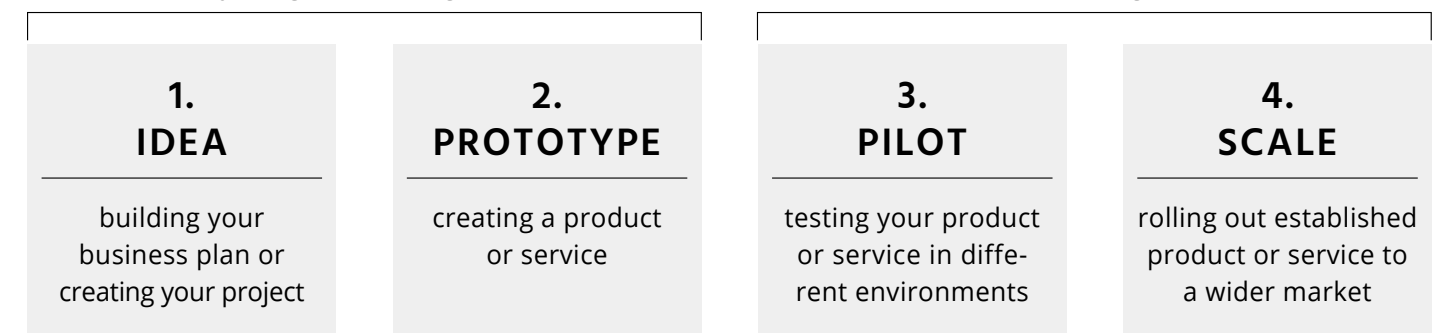 1.
IDEA
building your
business plan or
creating your project
2.
PROTOTYPE
creating a product
or service
3.
PILOT
testing your product
or service in diffe-
rent environments
4.
SCALE
rolling out established
product or service to
a wider market